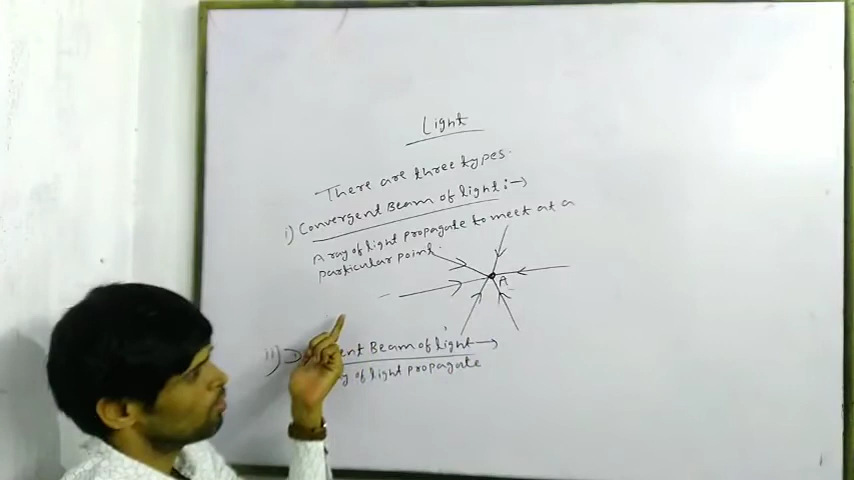 Light
There are three types.
i) Convergent Beam of light :→
A ray of light propagate to meet at a
particular point.
A
ii) Beam of light →
of light propagate